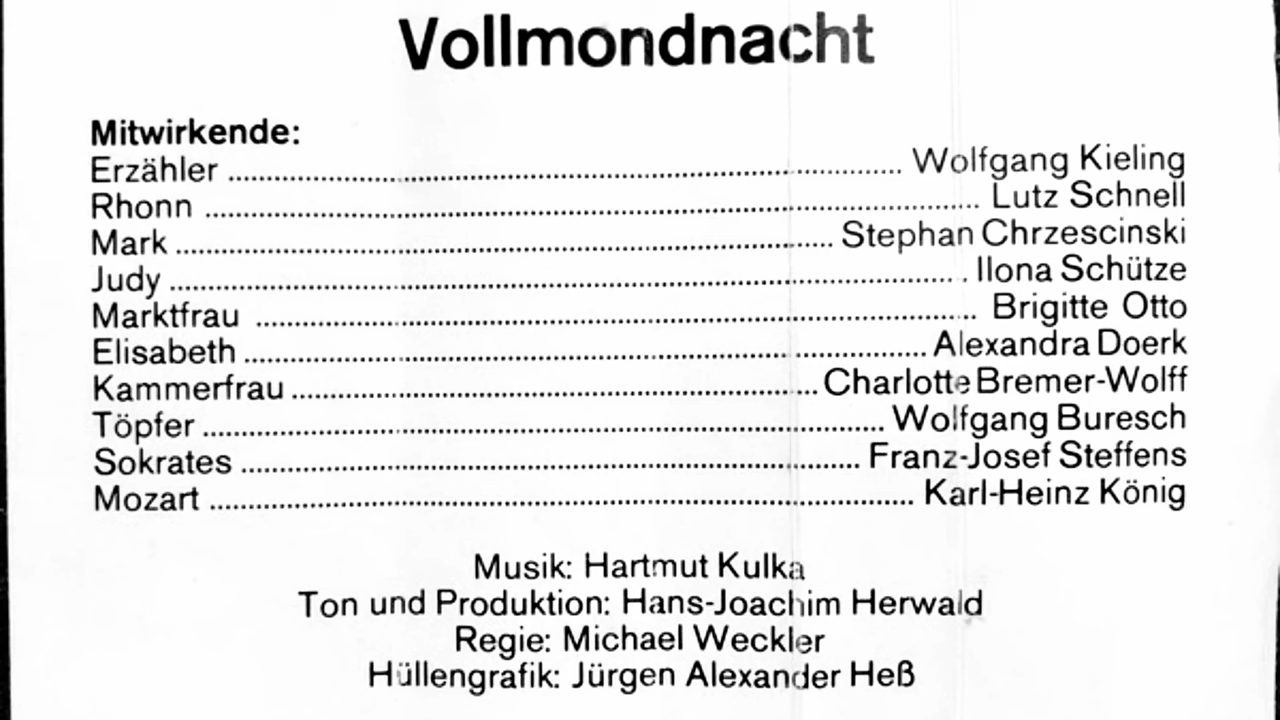 Vollmondnacht
Mitwirkende:
Erzähler ........................ Wolfgang Kieling
Rhonn ........................ Lutz Schnell
Mark ........................ Stephan Chrzescinski
Judy ........................ Ilona Schütze
Marktfrau ........................ Brigitte Otto
Elisabeth ........................ Alexandra Doerk
Kammerfrau ........................ Charlotte Bremer-Wolff
Töpfer ........................ Wolfgang Buresch
Sokrates ........................ Franz-Josef Steffens
Mozart ........................ Karl-Heinz König
Musik: Hartmut Kulka
Ton und Produktion: Hans-Joachim Herwald
Regie: Michael Weckler
Hüllengrafik: Jürgen Alexander Heß